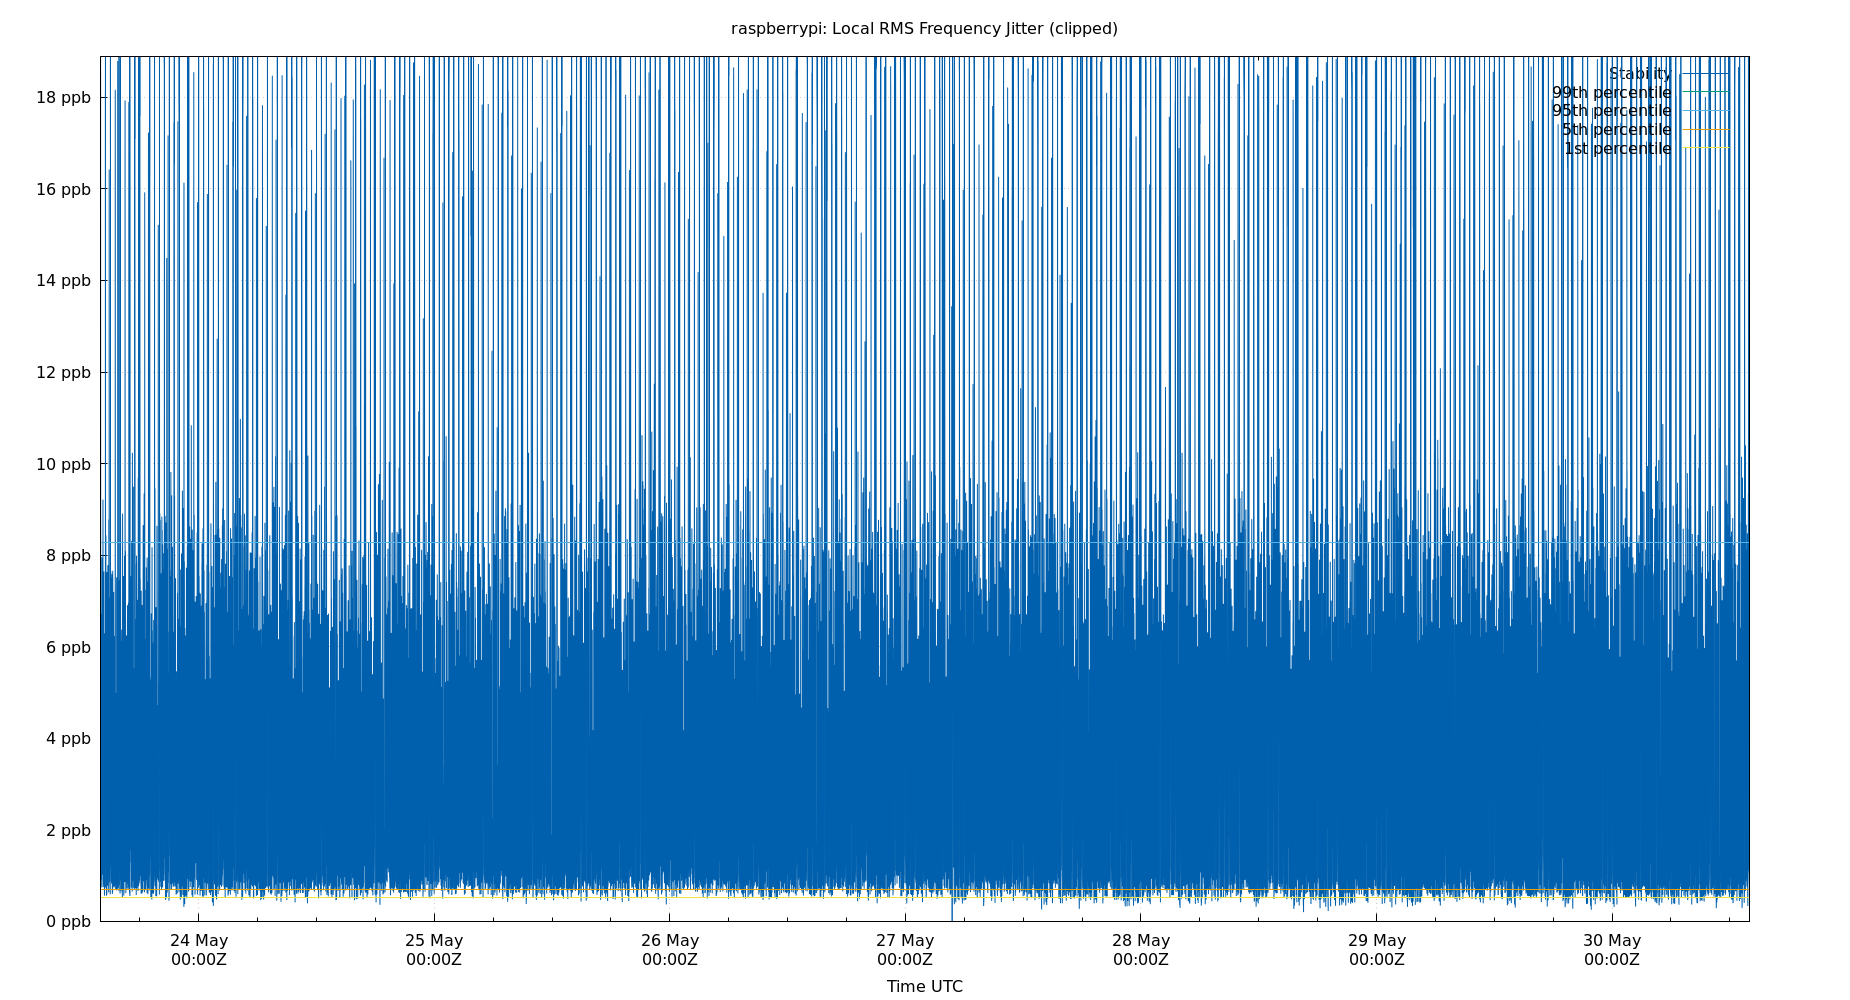 raspberrypi: Local RMS Frequency Jitter (clipped)
Stability
99th percentile
95th percentile
5th percentile
1st percentile
18 ppb
16 ppb
14 ppb
12 ppb
10 ppb
8 ppb
6 ppb
4 ppb
2 ppb
0 ppb
24 May 25 May 26 May 27 May 28 May 29 May 30 May
00:00Z 00:00Z 00:00Z 00:00Z 00:00Z 00:00Z 00:00Z
Time UTC